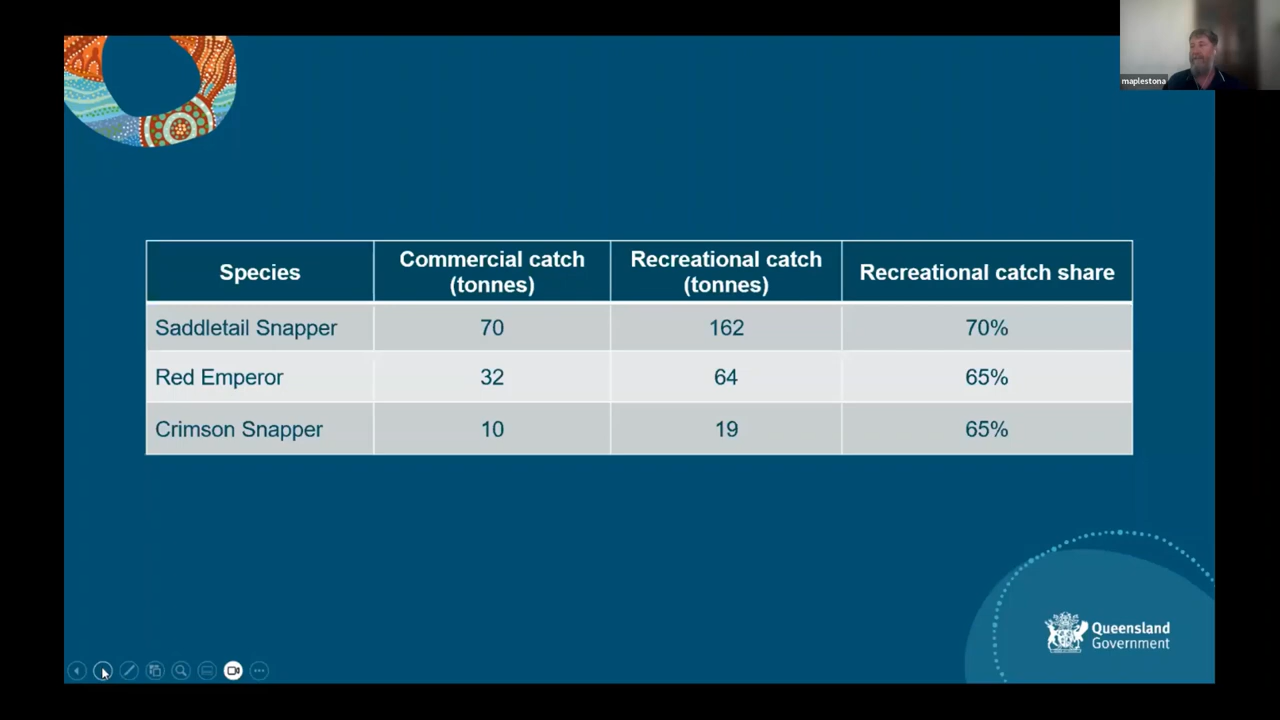 maplestona
Species
Commercial catch
(tonnes)
Recreational catch
(tonnes)
Recreational catch share
Saddletail Snapper 70 162 70%
Red Emperor 32 64 65%
Crimson Snapper 10 19 65%
Queensland
Government